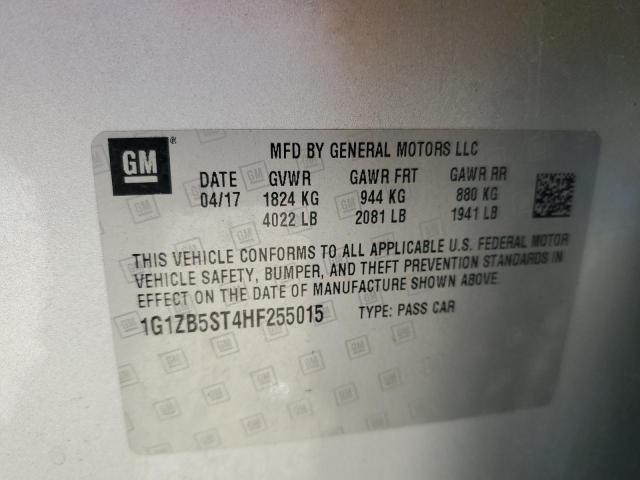 GM ®
MFD BY GENERAL MOTORS LLC
DATE GVWR GAWR FRT GAWR RR
04/17 1824 KG 944 KG 880 KG
4022 LB 2081 LB 1941 LB
THIS VEHICLE CONFORMS TO ALL APPLICABLE U.S. FEDERAL MOTOR
VEHICLE SAFETY, BUMPER, AND THEFT PREVENTION STANDARDS IN
EFFECT ON THE DATE OF MANUFACTURE SHOWN ABOVE.
1G1ZB5ST4HF255015 TYPE: PASS CAR